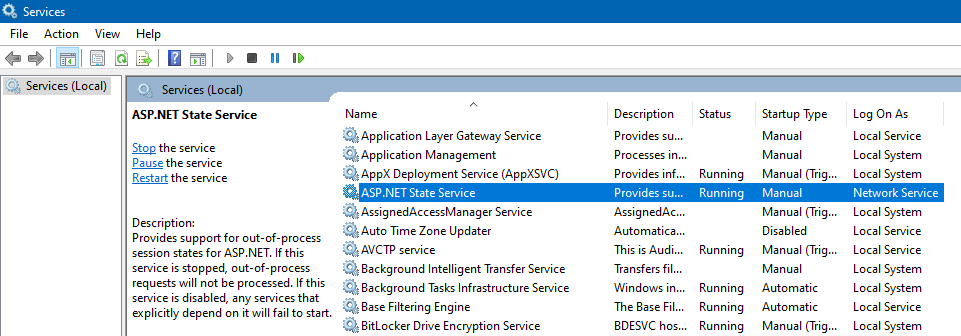 Services
File Action View Help
Services (Local)
Services (Local)
ASP.NET State Service
Stop the service
Pause the service
Restart the service
Description:
Provides support for out-of-process
session states for ASP.NET. If this
service is stopped, out-of-process
requests will not be processed. If this
service is disabled, any services that
explicitly depend on it will fail to start.
Name Description Status Startup Type Log On As
Application Layer Gateway Service Provides su... Manual Local Service
Application Management Processes in... Manual Local System
AppX Deployment Service (AppXSVC) Provides inf... Running Manual (Trig... Local System
ASP.NET State Service Provides su... Running Manual Network Service
AssignedAccessManager Service AssignedAc... Manual (Trig... Local System
Auto Time Zone Updater Automatica... Disabled Local Service
AVCTP service This is Audi... Running Manual (Trig... Local Service
Background Intelligent Transfer Service Transfers fil... Manual Local System
Background Tasks Infrastructure Service Windows in... Running Automatic Local System
Base Filtering Engine The Base Fil... Running Automatic Local Service
BitLocker Drive Encryption Service BDESVC hos... Running Manual (Trig... Local System